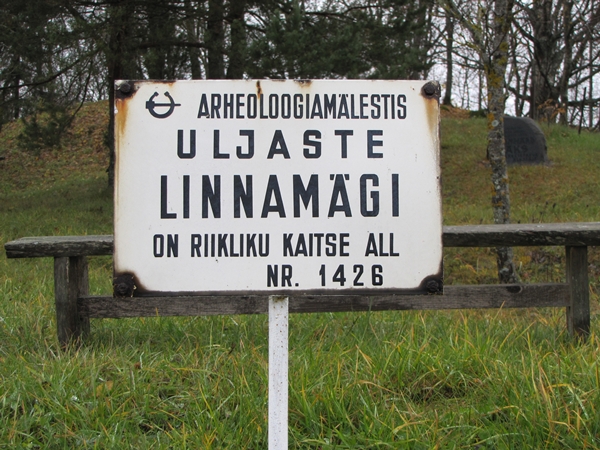 ARHEOLOOGIAMÄLESTIS
ULJASTE
LINNAMÄGI
ON RIIKLIKU KAITSE ALL
NR. 1426